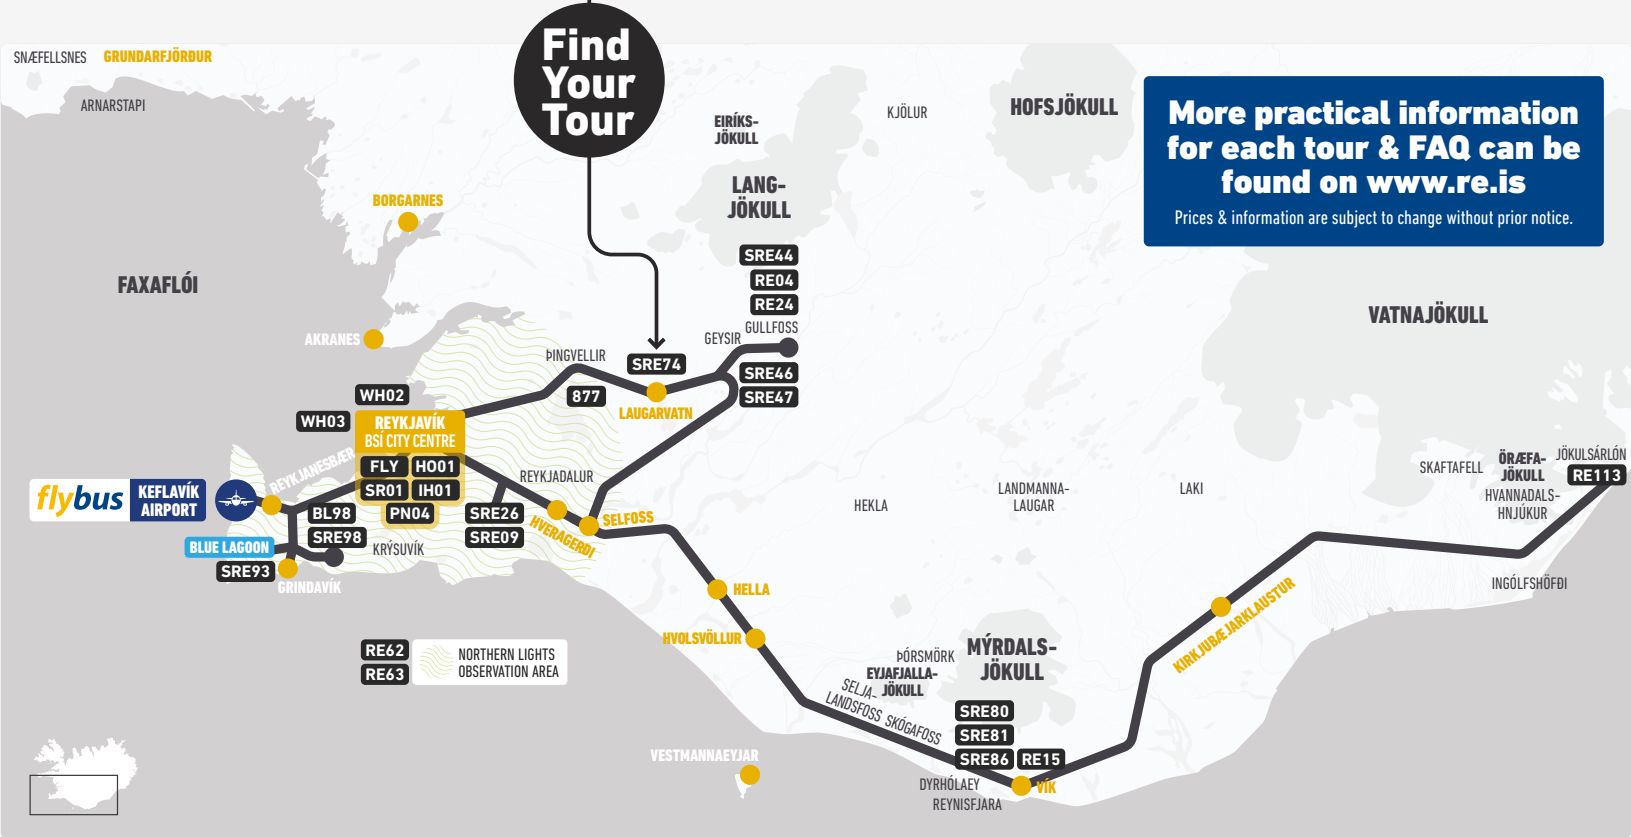 Find
Your
Tour
More practical information
for each tour & FAQ can be
found on www.re.is
Prices & information are subject to change without prior notice.
SNÆFELLSNES
GRUNDARFJÖRÐUR
ARNARSTAPI
BORGARNES
FAXAFLÓI
AKRANES
EIRÍKS-
JÖKULL
LANG-
JÖKULL
KJÖLUR
HOFSJÖKULL
VATNAJÖKULL
SRE44
RE04
RE24
GULLFOSS
GEYSIR
ÞINGVELLIR
SRE74
SRE46
SRE47
877
LAUGARVATN
WH02
WH03
REYKJAVÍK
BSÍ CITY CENTRE
FLY
HO01
SR01
IH01
PN04
REYKJANESBÆR
flybus
KEFLAVÍK
AIRPORT
BL98
SRE98
BLUE LAGOON
SRE93
GRINDAVÍK
KRÝSUVÍK
REYKJADALUR
SRE26
SRE09
HVERAGERÐI
SELFOSS
HELLA
HVOLSVÖLLUR
HEKLA
LANDMANNA-
LAUGAR
LAKI
SKAFTAFELL
ÖRÆFA-
JÖKULL
JÖKULSÁRLÓN
RE113
HVANNADALS-
HNJÚKUR
INGÓLFSHÖFÐI
KIRKJUBÆJARKLAUSTUR
RE62
RE63
NORTHERN LIGHTS
OBSERVATION AREA
ÞÓRSMÖRK
EYJAFJALLA-
JÖKULL
MÝRDALS-
JÖKULL
SELJA-
LANDSFOSS
SKÓGAFOSS
SRE80
SRE81
SRE86
RE15
VÍK
DYRHÓLAEY
REYNISFJARA
VESTMANNAEYJAR